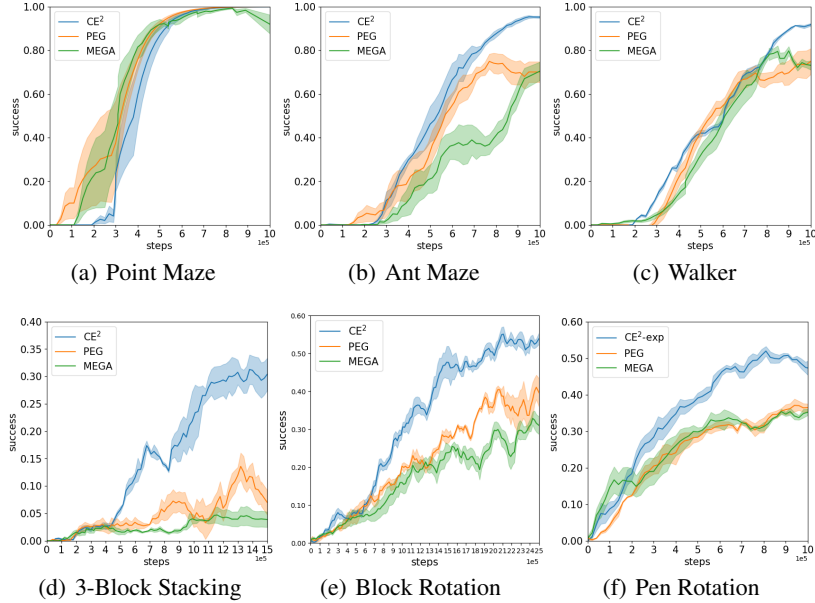 1.00
0.80
0.60
0.40
0.20
0.00
success
CE²
PEG
MEGA
0 1 2 3 4 5 6 7 8 9 10
steps
1e5
(a) Point Maze
1.00
0.80
0.60
0.40
0.20
0.00
success
CE²
PEG
MEGA
0 1 2 3 4 5 6 7 8 9 10
steps
1e5
(b) Ant Maze
1.00
0.80
0.60
0.40
0.20
0.00
success
CE²
PEG
MEGA
0 1 2 3 4 5 6 7 8 9 10
steps
1e5
(c) Walker
0.40
0.35
0.30
0.25
0.20
0.15
0.10
0.05
0.00
success
CE²
PEG
MEGA
0 1 2 3 4 5 6 7 8 9 10 11 12 13 14 15
steps
1e5
(d) 3-Block Stacking
0.60
0.50
0.40
0.30
0.20
0.10
0.00
success
CE²
PEG
MEGA
0 1 2 3 4 5 6 7 8 9 10 11 12 13 14 15 16 17 18 19 20 21 22 23 24 25
steps
1e5
(e) Block Rotation
0.60
0.50
0.40
0.30
0.20
0.10
0.00
success
CE²-exp
PEG
MEGA
0 1 2 3 4 5 6 7 8 9 10
steps
1e5
(f) Pen Rotation